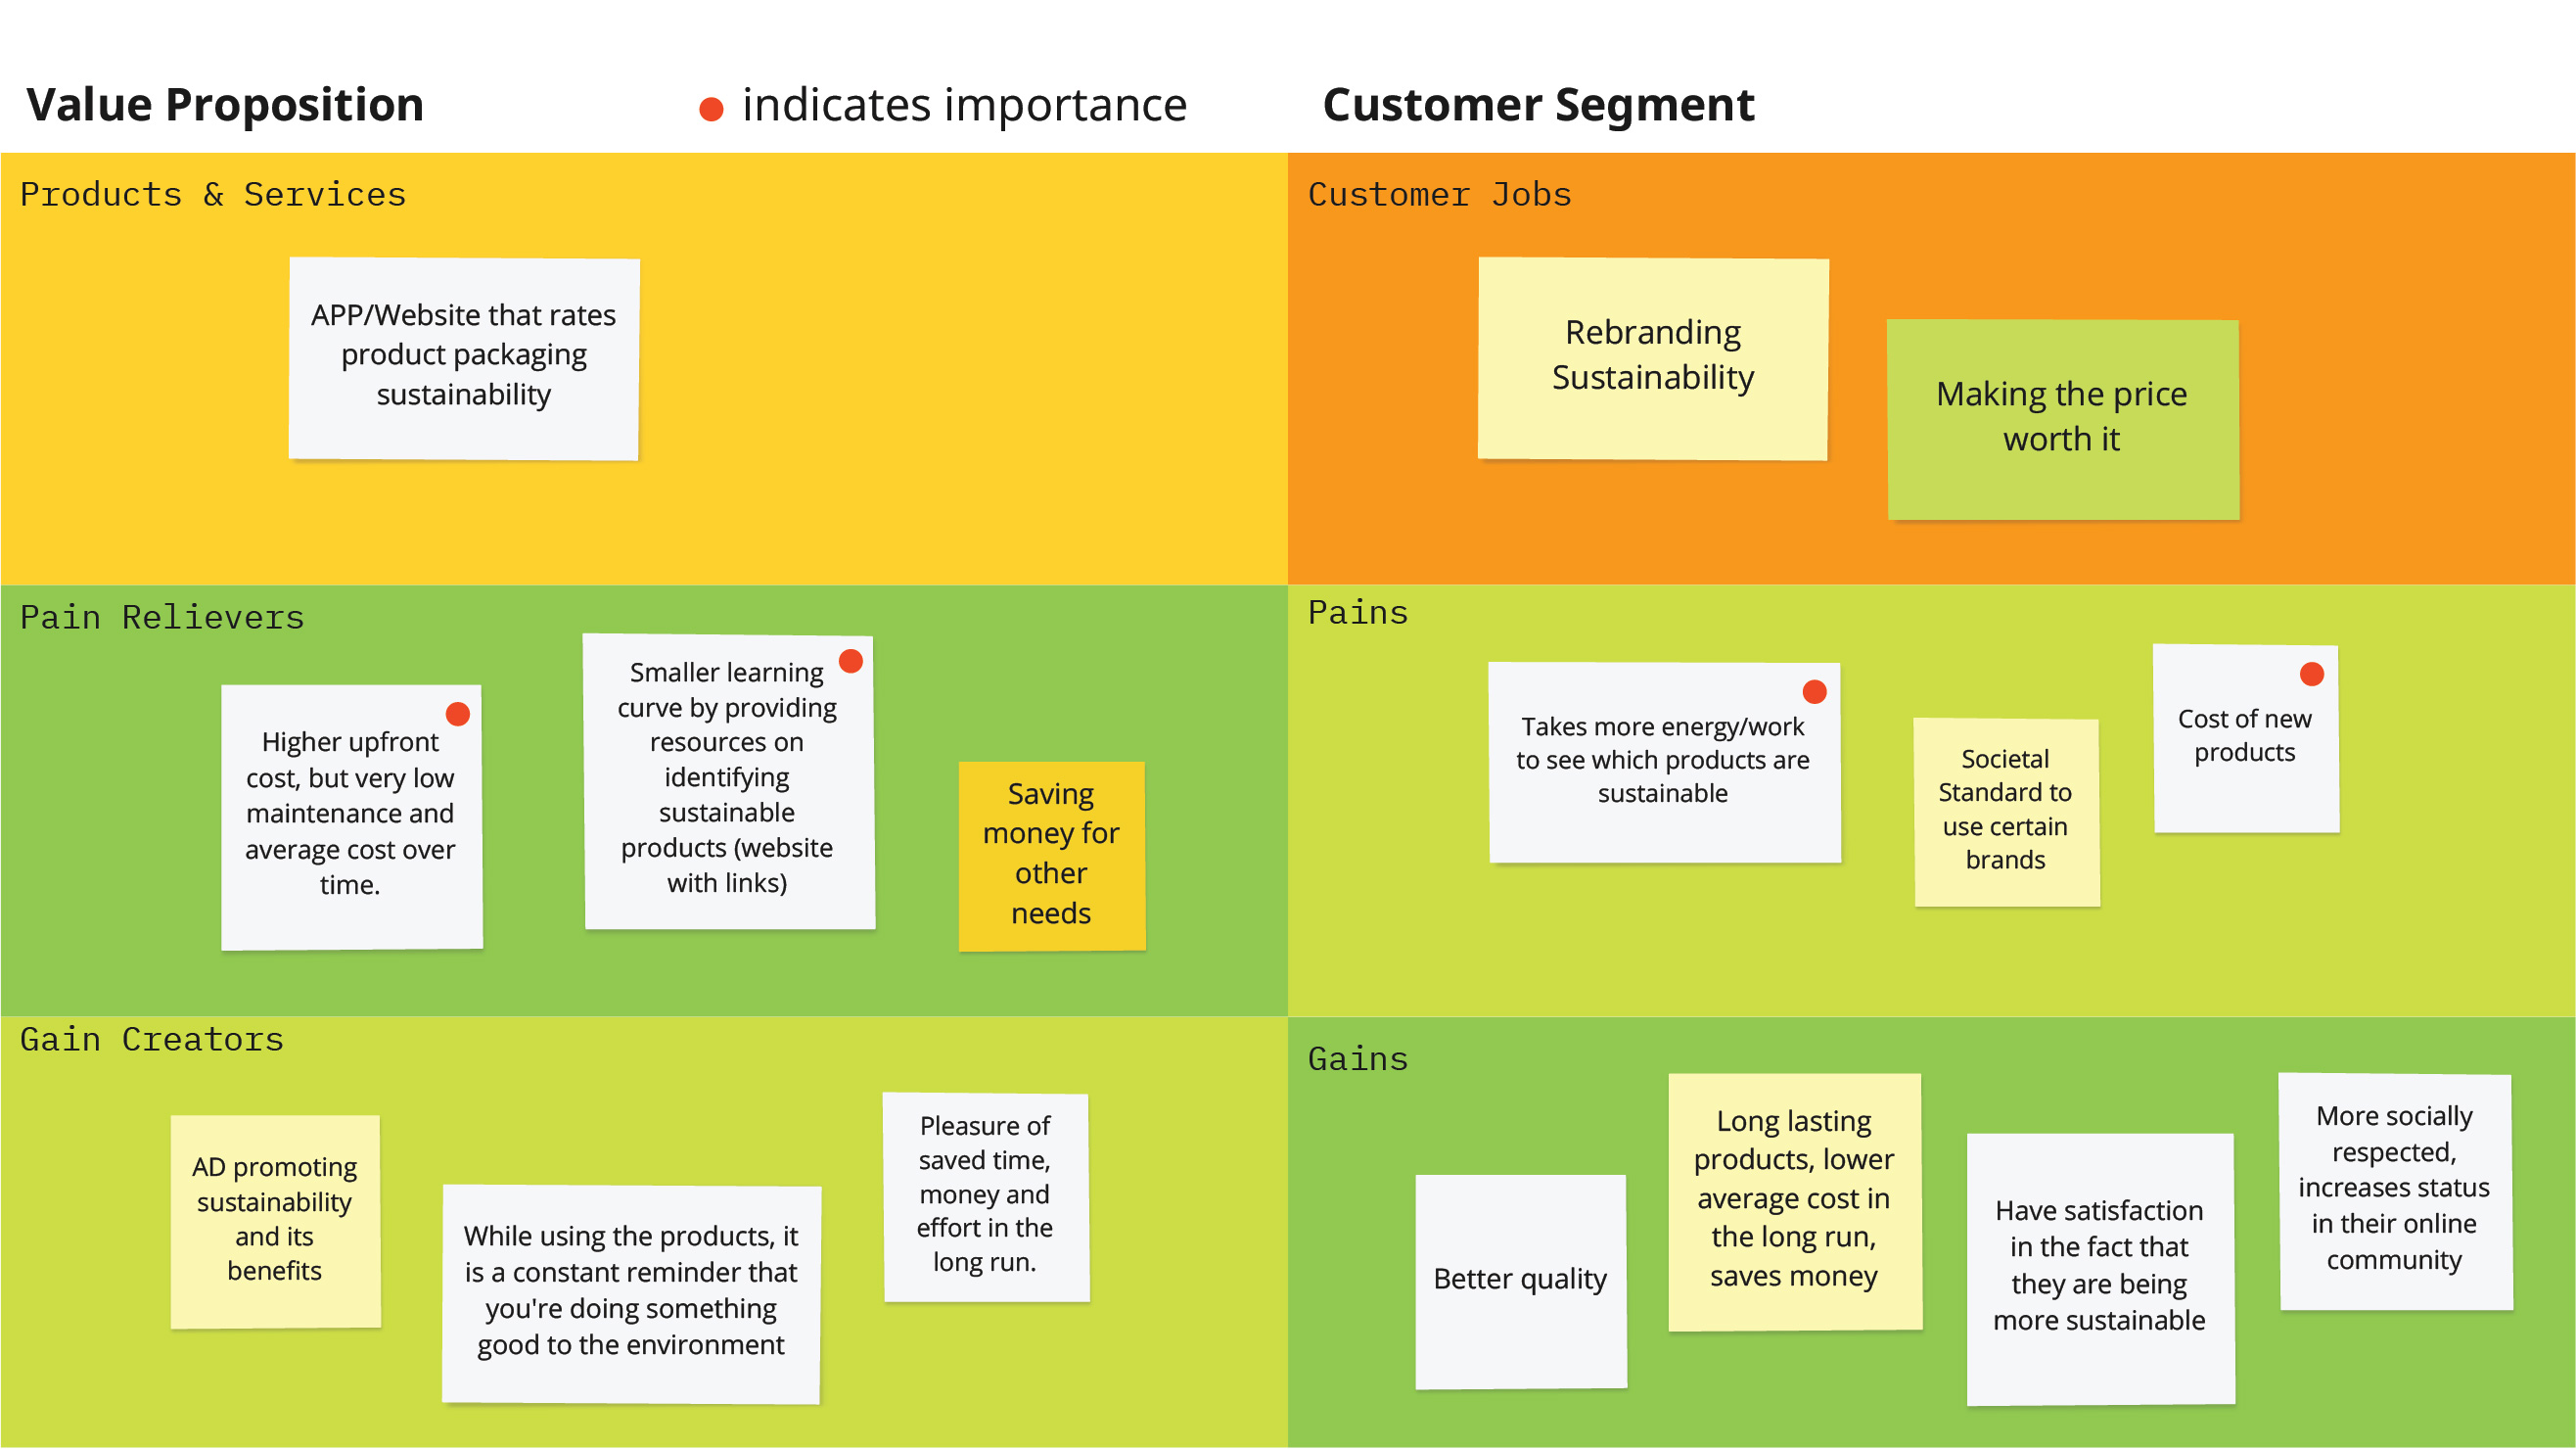 Value Proposition
indicates importance
Customer Segment
Products & Services
APP/Website that rates
product packaging
sustainability
Customer Jobs
Rebranding
Sustainability
Making the price
worth it
Pain Relievers
Higher upfront
cost, but very low
maintenance and
average cost over
time.
Smaller learning
curve by providing
resources on
identifying
sustainable
products (website
with links)
Saving
money for
other
needs
Pains
Takes more energy/work
to see which products are
sustainable
Societal
Standard to
use certain
brands
Cost of new
products
Gain Creators
AD promoting
sustainability
and its
benefits
While using the products, it
is a constant reminder that
you're doing something
good to the environment
Pleasure of
saved time,
money and
effort in the
long run.
Gains
Better quality
Long lasting
products, lower
average cost in
the long run,
saves money
Have satisfaction
in the fact that
they are being
more sustainable
More socially
respected,
increases status
in their online
community